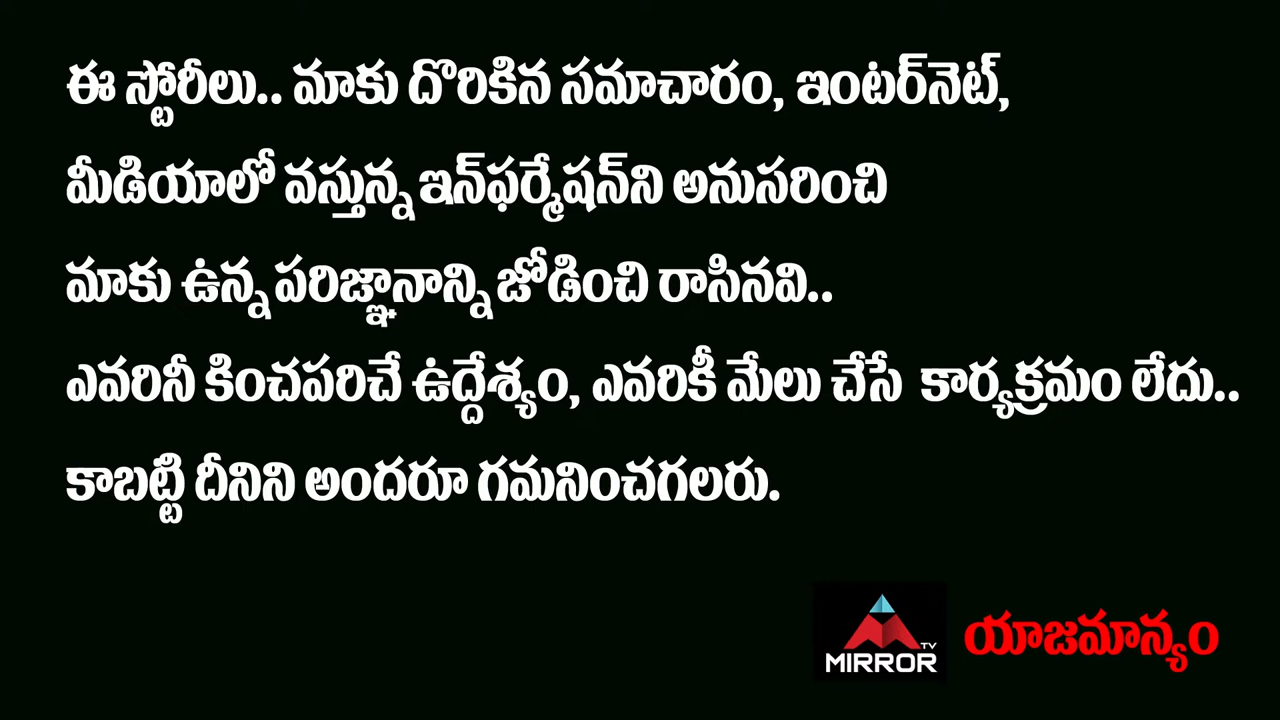 ఈ స్టోరీలు.. మాకు దొరికిన సమాచారం, ఇంటర్‌నెట్,
మీడియాలో వస్తున్న ఇన్‌ఫర్మేషన్‌ని అనుసరించి
మాకు ఉన్న పరిజ్ఞానాన్ని జోడించి రాసినవి..
ఎవరినీ కించపరిచే ఉద్దేశ్యం, ఎవరికీ మేలు చేసే కార్యక్రమం లేదు..
కాబట్టి దీనిని అందరూ గమనించగలరు.
MIRROR TV యాజమాన్యం